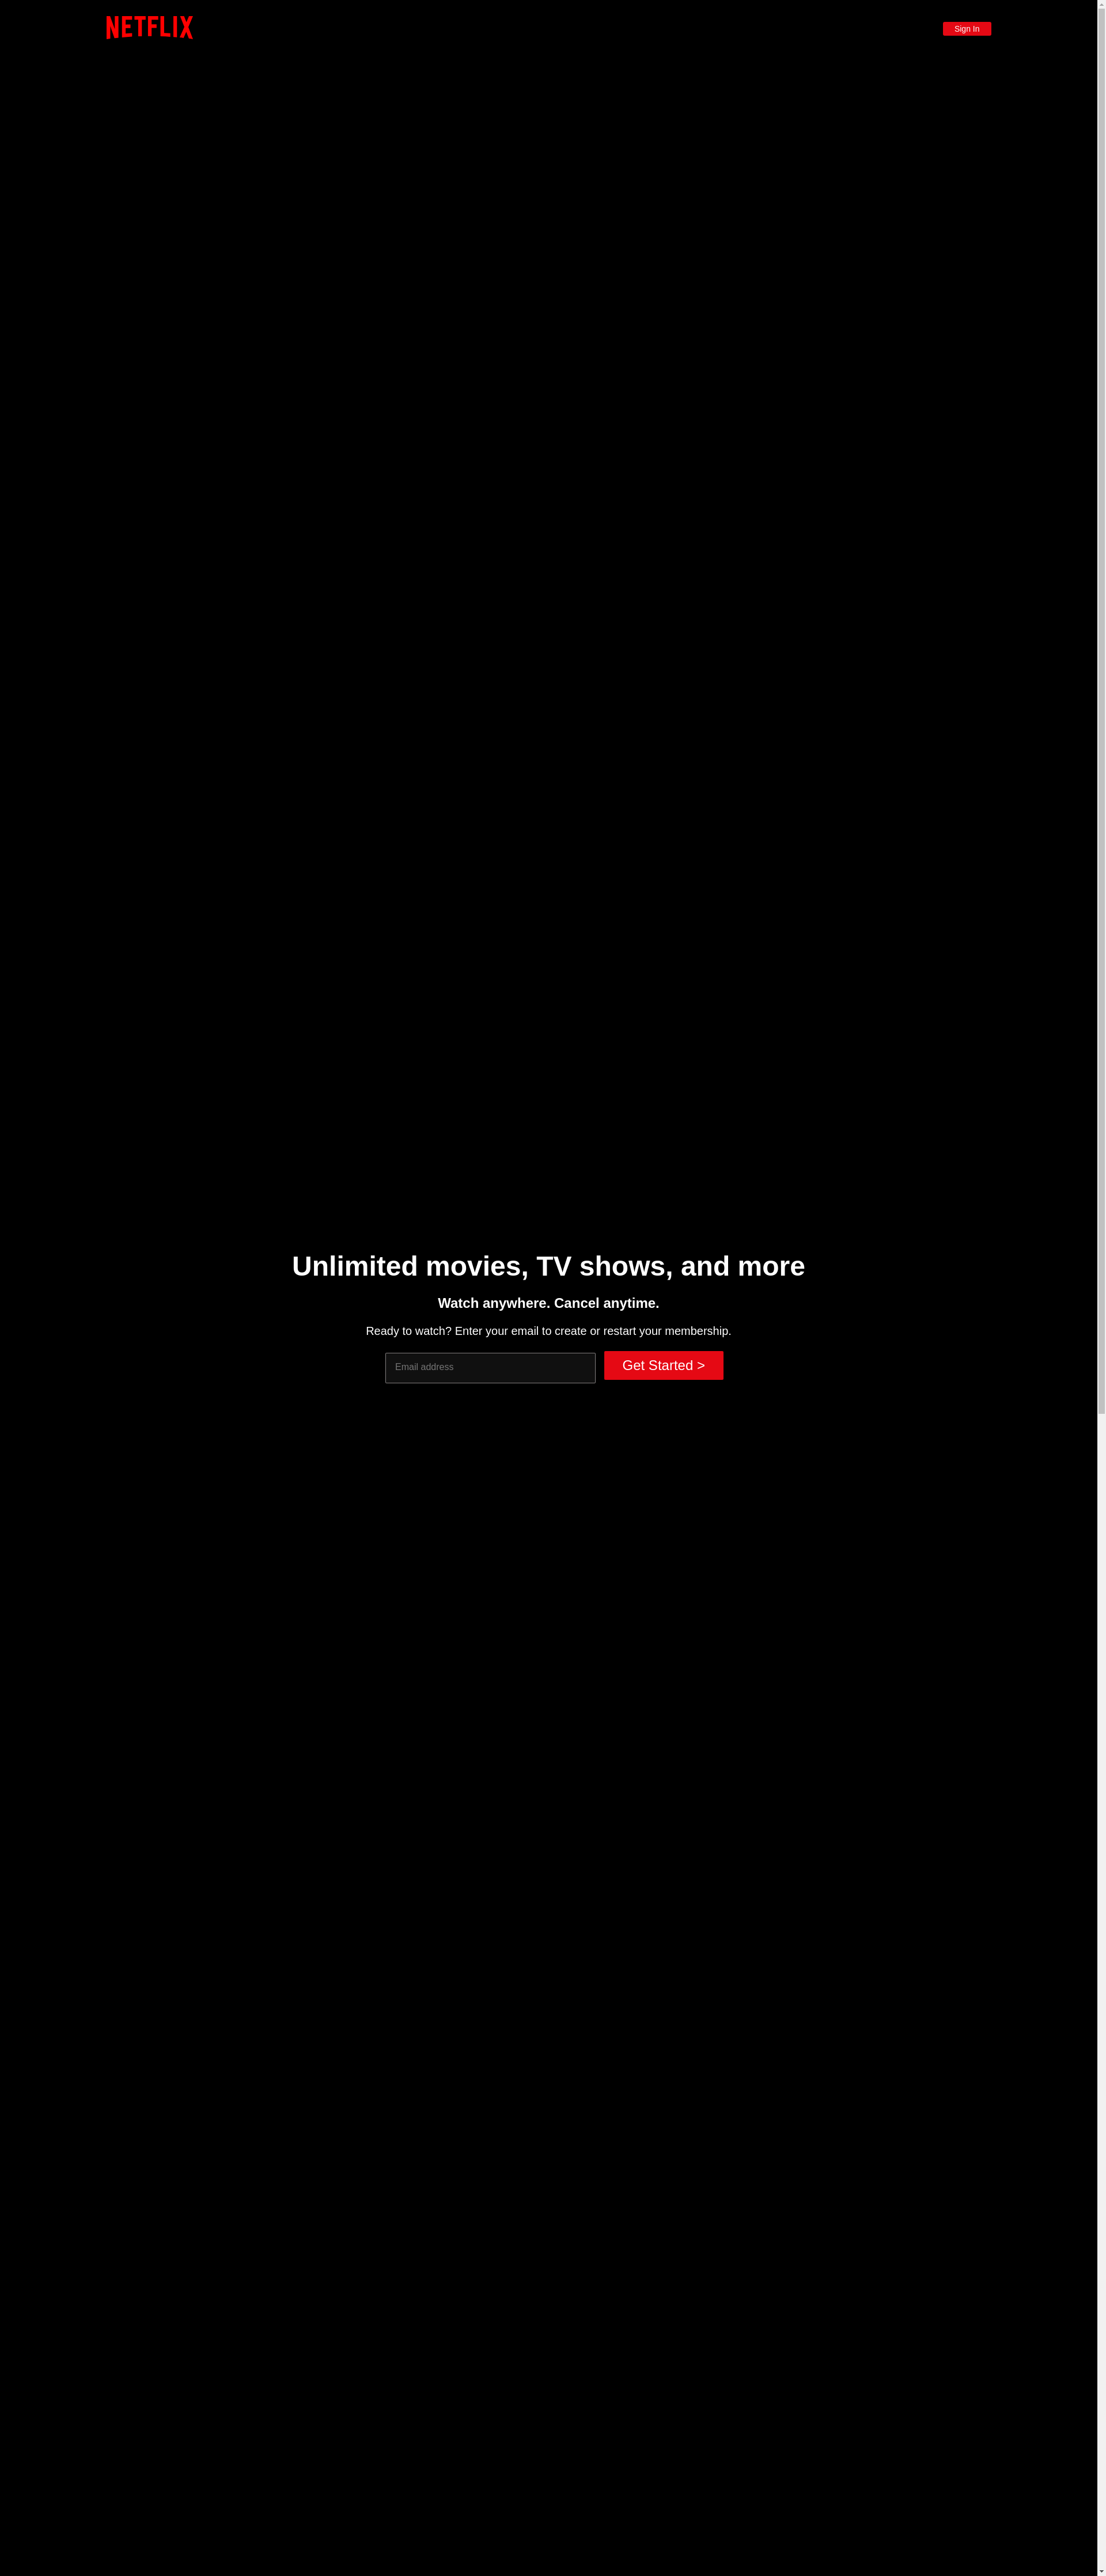 NETFLIX
Sign In
Unlimited movies, TV shows, and more
Watch anywhere. Cancel anytime.
Ready to watch? Enter your email to create or restart your membership.
Email address
Get Started >